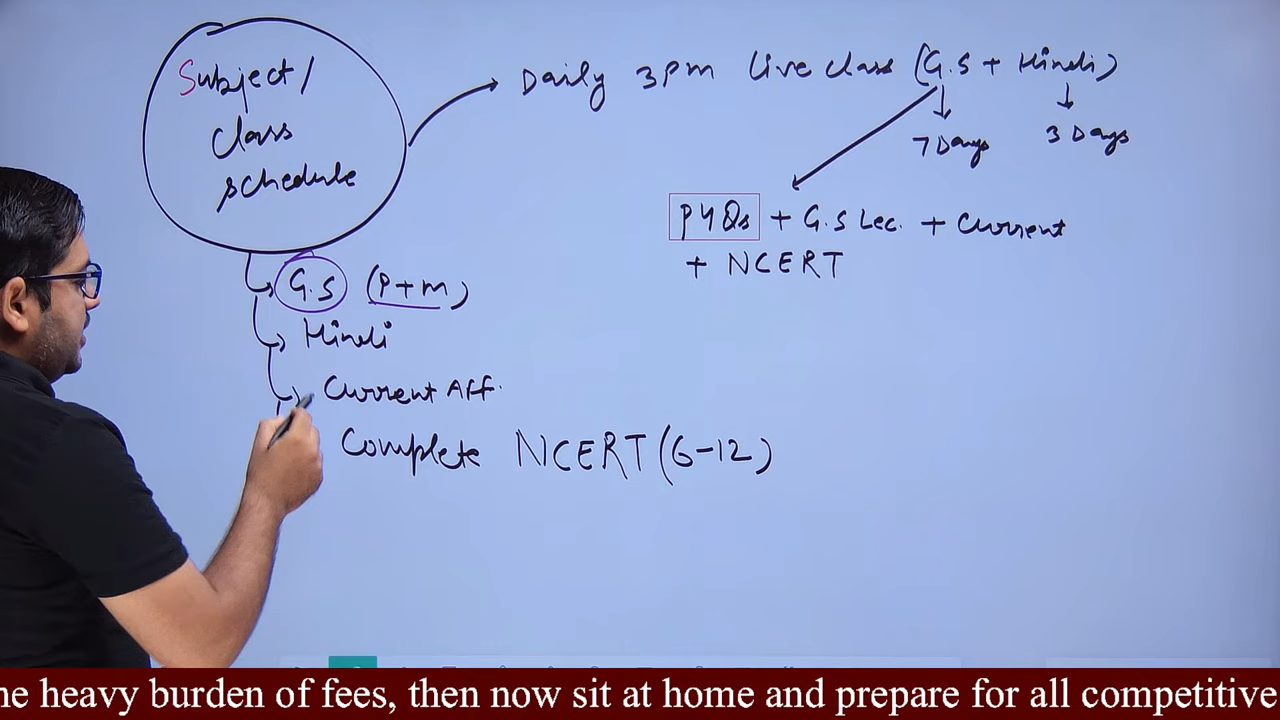 Subject/
class
schedule
Daily 3pm live class (G.S + Hindi)
7 Days
3 Days
PYQs + G.S Lec. + Current
+ NCERT
G.S (P+M)
Hindi
Current Aff.
Complete NCERT (6-12)
he heavy burden of fees, then now sit at home and prepare for all competitive